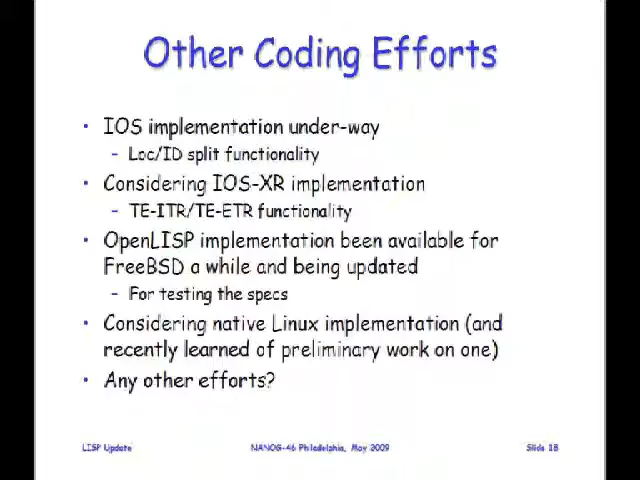 Other Coding Efforts
• IOS implementation under-way
- Loc/ID split functionality
• Considering IOS-XR implementation
- TE-ITR/TE-ETR functionality
• OpenLISP implementation been available for
FreeBSD a while and being updated
- For testing the specs
• Considering native Linux implementation (and
recently learned of preliminary work on one)
• Any other efforts?
LISP Update NANOG-46 Philadelphia, May 2009 Slide 18